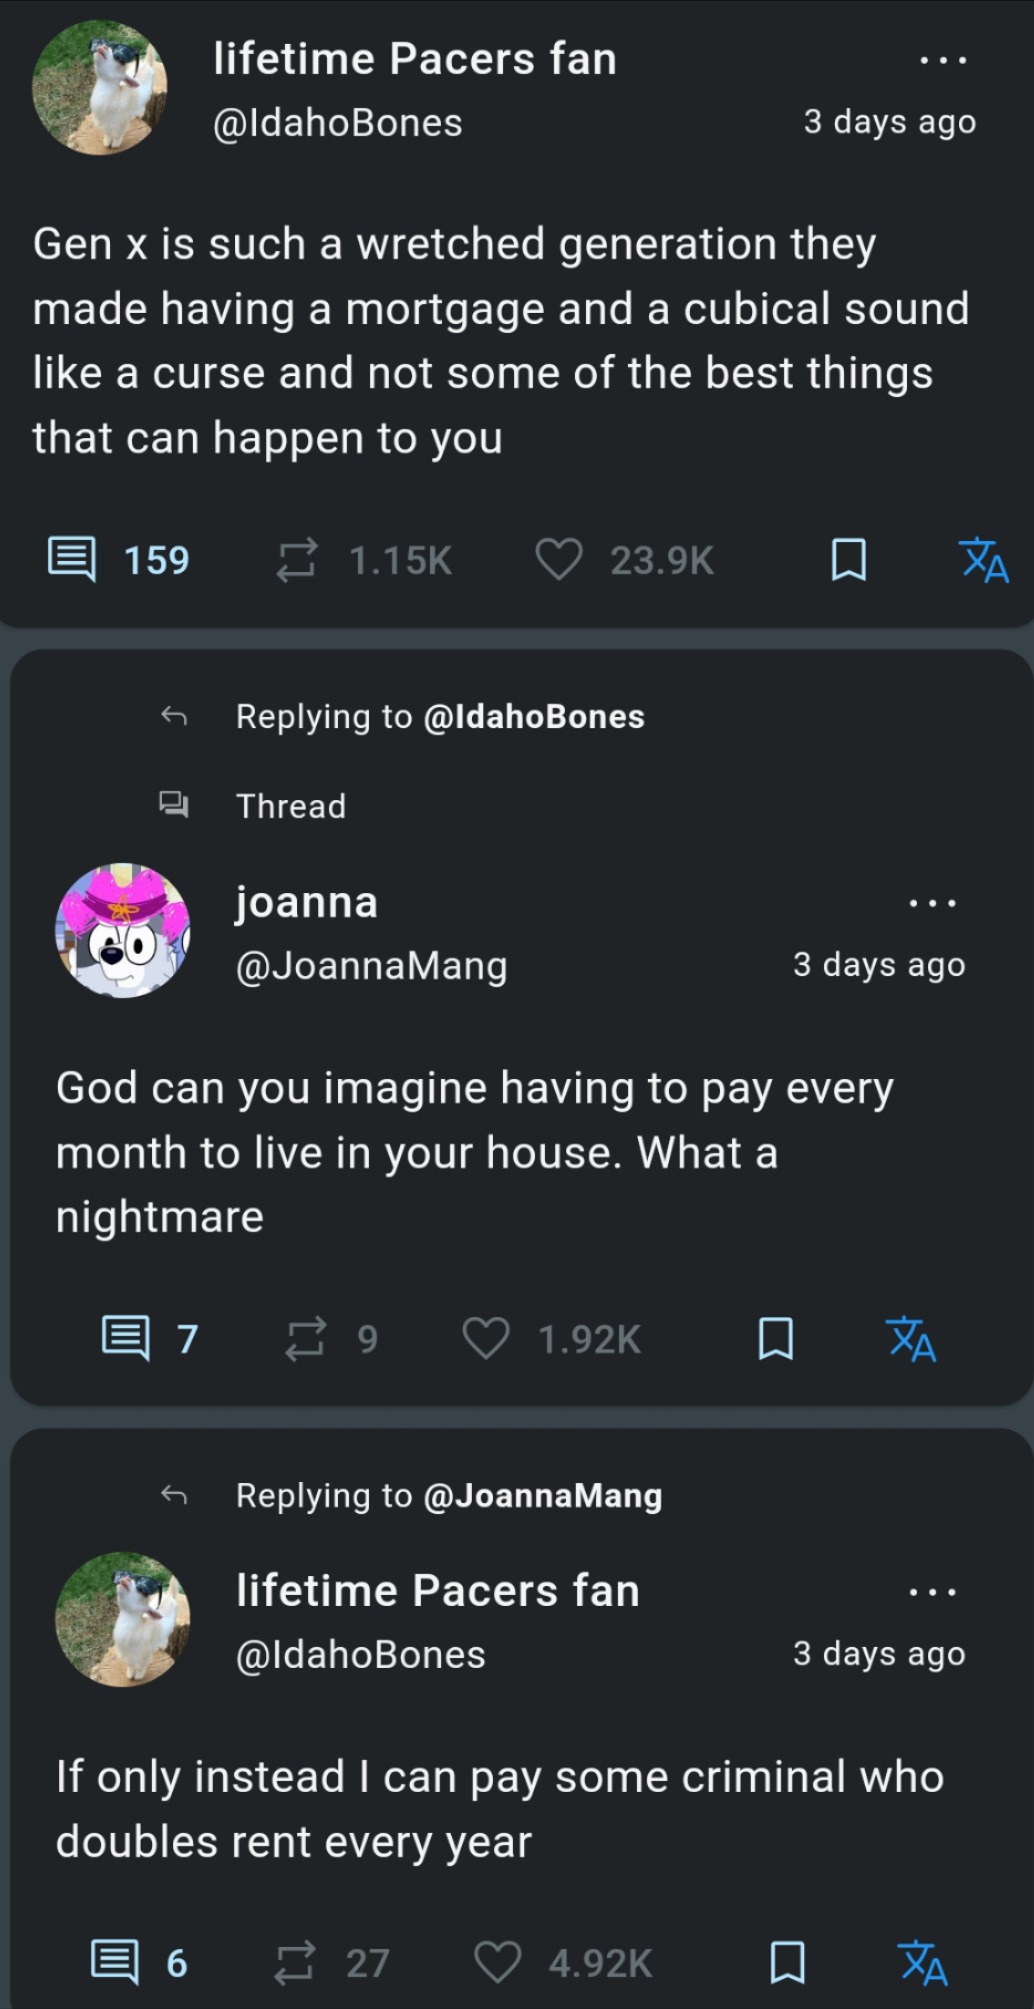 lifetime Pacers fan
...
@IdahoBones
3 days ago
Gen x is such a wretched generation they
made having a mortgage and a cubical sound
like a curse and not some of the best things
that can happen to you
159
1.15K
23.9K
Replying to @IdahoBones
Thread
joanna
...
@JoannaMang
3 days ago
God can you imagine having to pay every
month to live in your house. What a
nightmare
7
9
1.92K
Replying to @JoannaMang
lifetime Pacers fan
...
@IdahoBones
3 days ago
If only instead I can pay some criminal who
doubles rent every year
6
27
4.92K